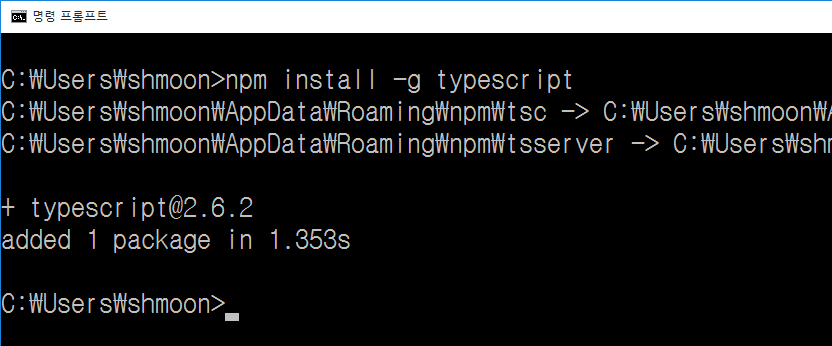 명령 프롬프트
C:₩Users₩shmoon>npm install -g typescript
C:₩Users₩shmoon₩AppData₩Roaming₩npm₩tsc -> C:₩Users₩shmoon₩A
C:₩Users₩shmoon₩AppData₩Roaming₩npm₩tsserver -> C:₩Users₩shm
+ typescript@2.6.2
added 1 package in 1.353s
C:₩Users₩shmoon>